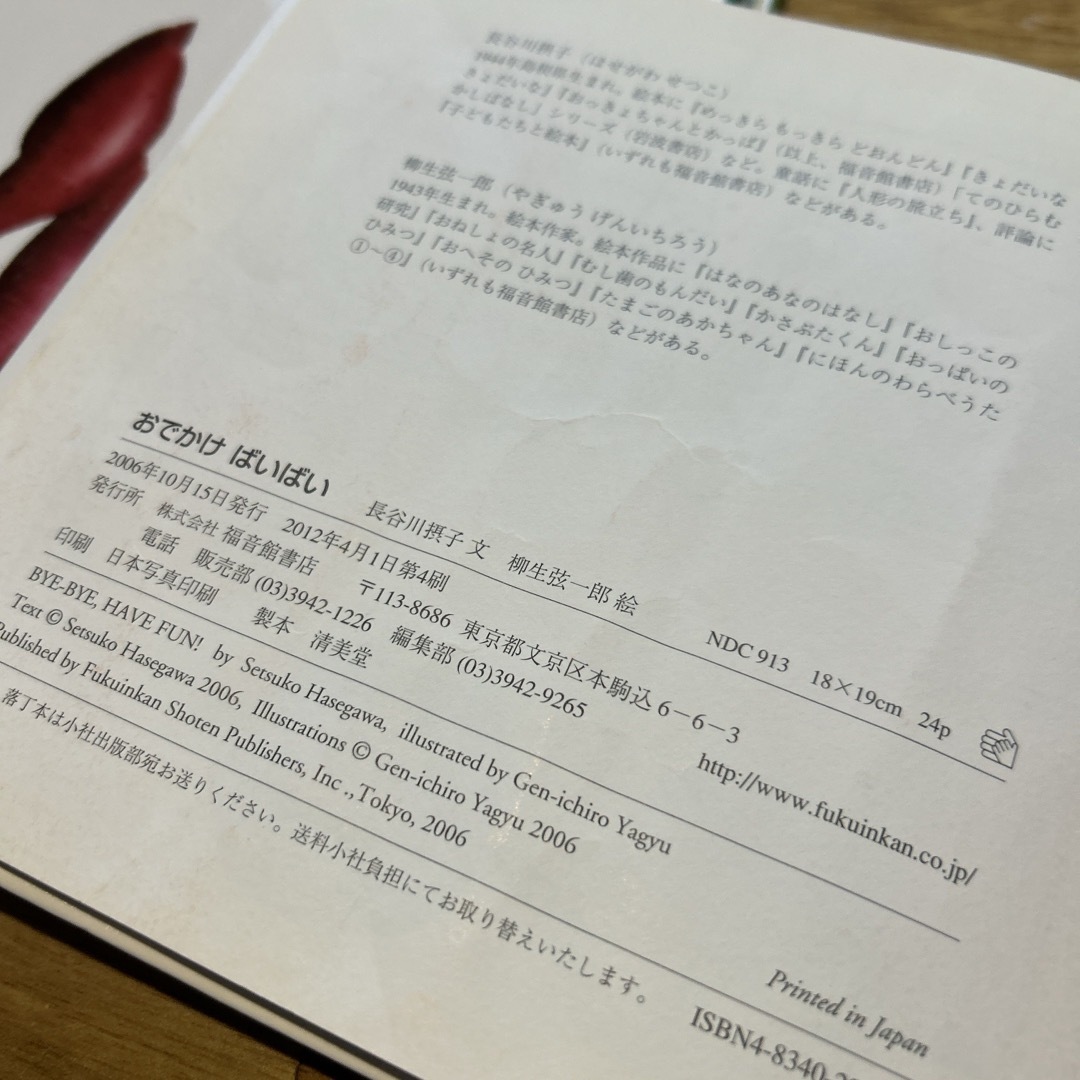 長谷川摂子（はせがわ せつこ）
1944年島根県生まれ。絵本に『めっきら もっきら どおんどん』『きょだいな
きょだいな』『おっきょちゃんとかっぱ』（以上、福音館書店）「てのひらむ
かしばなし」シリーズ（岩波書店）など。童話に『人形の旅立ち』、評論に
『子どもたちと絵本』（いずれも福音館書店）などがある。
柳生弦一郎（やぎゅう げんいちろう）
1943年生まれ。絵本作家。絵本作品に『はなのあなのはなし』『おしっこの
研究』『おねしょの名人』『むし歯のもんだい』『かさぶたくん』『おっぱいの
ひみつ』『おへその ひみつ』『たまごのあかちゃん』『にほんのわらべうた
①〜④』（いずれも福音館書店）などがある。
おでかけ ばいばい 長谷川摂子 文 柳生弦一郎 絵 NDC 913 18×19cm 24p
2006年10月15日発行 2012年4月1日第4刷
発行所 株式会社 福音館書店 〒113-8686 東京都文京区本駒込 6－6－3
電話 販売部 (03)3942-1226 編集部 (03)3942-9265 http://www.fukuinkan.co.jp/
印刷 日本写真印刷 製本 清美堂
BYE-BYE, HAVE FUN! by Setsuko Hasegawa, illustrated by Gen-ichiro Yagyu
Text © Setsuko Hasegawa 2006, Illustrations © Gen-ichiro Yagyu 2006
Published by Fukuinkan Shoten Publishers, Inc ., Tokyo, 2006
Printed in Japan
落丁本は小社出版部宛お送りください。送料小社負担にてお取り替えいたします。
ISBN4-8340-2